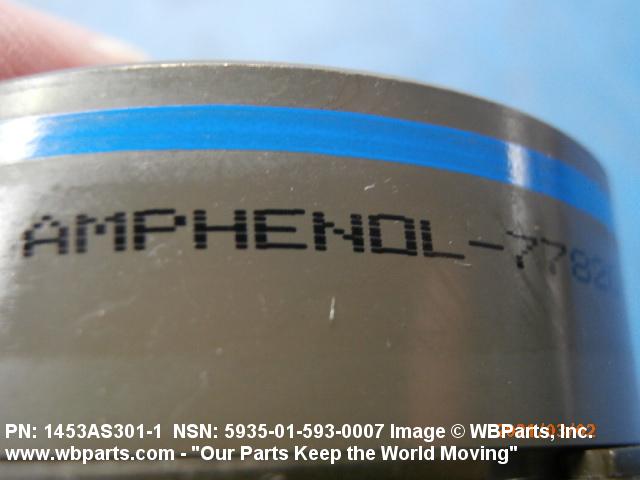 AMPHENOL-7782
PN: 1453AS301-1 NSN: 5935-01-593-0007 Image © WBParts, Inc.
www.wbparts.com - "Our Parts Keep the World Moving"